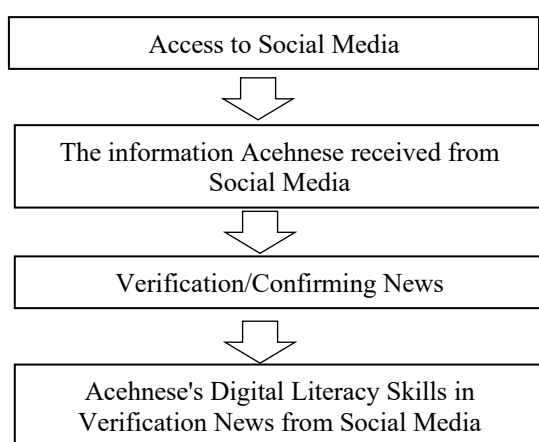 Access to Social Media
The information Acehnese received from
Social Media
Verification/Confirming News
Acehnese's Digital Literacy Skills in
Verification News from Social Media